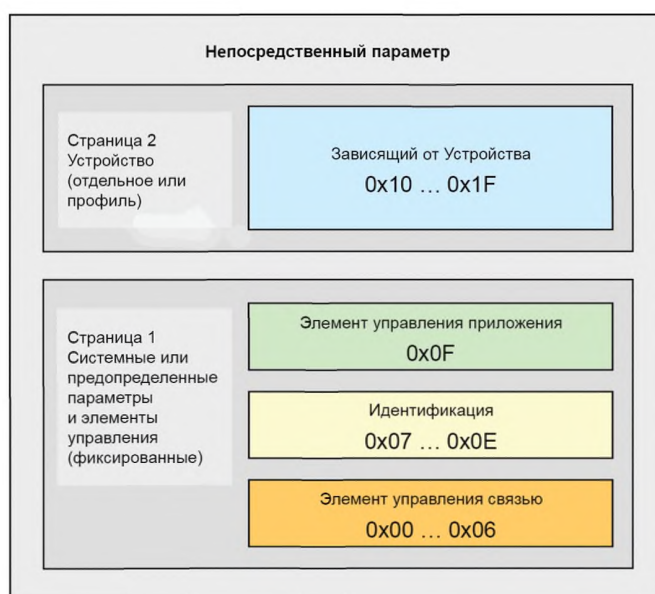 Непосредственный параметр
Страница 2
Устройство
(отдельное или
профиль)
Зависящий от Устройства
0x10 ... 0x1F
Страница 1
Системные или
предопределенные
параметры
и элементы
управления
(фиксированные)
Элемент управления приложения
0x0F
Идентификация
0x07 ... 0x0E
Элемент управления связью
0x00 ... 0x06